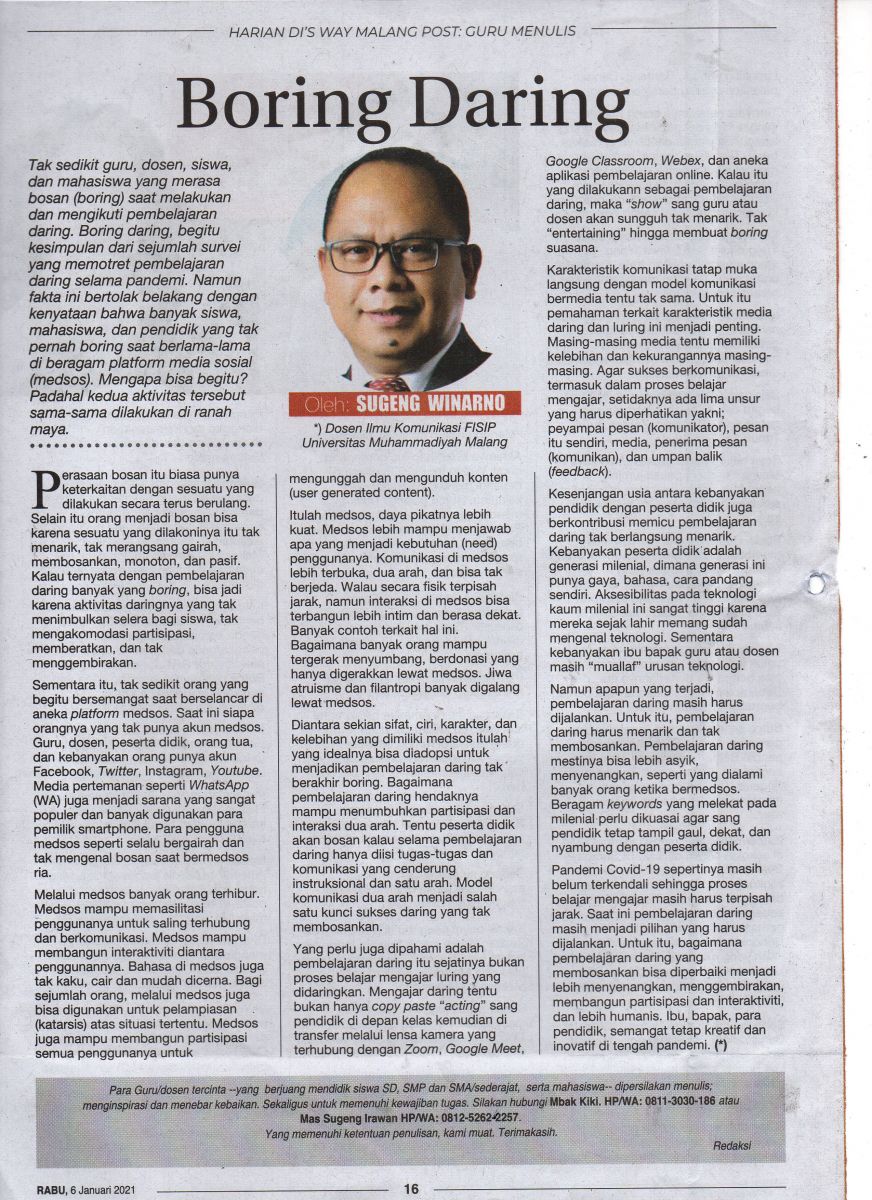 HARIAN DI'S WAY MALANG POST: GURU MENULIS
Boring Daring
Tak sedikit guru, dosen, siswa,
dan mahasiswa yang merasa
bosan (boring) saat melakukan
dan mengikuti pembelajaran
daring. Boring daring, begitu
kesimpulan dari sejumlah survei
yang memotret pembelajaran
daring selama pandemi. Namun
fakta ini bertolak belakang dengan
kenyataan bahwa banyak siswa,
mahasiswa, dan pendidik yang tak
pernah boring saat berlama-lama
di beragam platform media sosial
(medsos). Mengapa bisa begitu?
Padahal kedua aktivitas tersebut
sama-sama dilakukan di ranah
maya.
Oleh: SUGENG WINARNO
*) Dosen Ilmu Komunikasi FISIP
Universitas Muhammadiyah Malang
Perasaan bosan itu biasa punya
keterkaitan dengan sesuatu yang
dilakukan secara terus berulang.
Selain itu orang menjadi bosan bisa
karena sesuatu yang dilakoninya itu tak
menarik, tak merangsang gairah,
membosankan, monoton, dan pasif.
Kalau ternyata dengan pembelajaran
daring banyak yang boring, bisa jadi
karena aktivitas daringnya yang tak
menimbulkan selera bagi siswa, tak
mengakomodasi partisipasi,
memberatkan, dan tak
menggembirakan.
Sementara itu, tak sedikit orang yang
begitu bersemangat saat berselancar di
aneka platform medsos. Saat ini siapa
orangnya yang tak punya akun medsos.
Guru, dosen, peserta didik, orang tua,
dan kebanyakan orang punya akun
Facebook, Twitter, Instagram, Youtube.
Media pertemanan seperti WhatsApp
(WA) juga menjadi sarana yang sangat
populer dan banyak digunakan para
pemilik smartphone. Para pengguna
medsos seperti selalu bergairah dan
tak mengenal bosan saat bermedsos
ria.
Melalui medsos banyak orang terhibur.
Medsos mampu memasilitasi
penggunanya untuk saling terhubung
dan berkomunikasi. Medsos mampu
membangun interaktiviti diantara
penggunannya. Bahasa di medsos juga
tak kaku, cair dan mudah dicerna. Bagi
sejumlah orang, melalui medsos juga
bisa digunakan untuk pelampiasan
(katarsis) atas situasi tertentu. Medsos
juga mampu membangun partisipasi
semua penggunanya untuk
mengunggah dan mengunduh konten
(user generated content).
Itulah medsos, daya pikatnya lebih
kuat. Medsos lebih mampu menjawab
apa yang menjadi kebutuhan (need)
penggunanya. Komunikasi di medsos
lebih terbuka, dua arah, dan bisa tak
berjeda. Walau secara fisik terpisah
jarak, namun interaksi di medsos bisa
terbangun lebih intim dan berasa dekat.
Banyak contoh terkait hal ini.
Bagaimana banyak orang mampu
tergerak menyumbang, berdonasi yang
hanya digerakkan lewat medsos. Jiwa
atruisme dan filantropi banyak digalang
lewat medsos.
Diantara sekian sifat, ciri, karakter, dan
kelebihan yang dimiliki medsos itulah
yang idealnya bisa diadopsi untuk
menjadikan pembelajaran daring tak
berakhir boring. Bagaimana
pembelajaran daring hendaknya
mampu menumbuhkan partisipasi dan
interaksi dua arah. Tentu peserta didik
akan bosan kalau selama pembelajaran
daring hanya diisi tugas-tugas dan
komunikasi yang cenderung
instruksional dan satu arah. Model
komunikasi dua arah menjadi salah
satu kunci sukses daring yang tak
membosankan.
Yang perlu juga dipahami adalah
pembelajaran daring itu sejatinya bukan
proses belajar mengajar luring yang
didaringkan. Mengajar daring tentu
bukan hanya copy paste “acting” sang
pendidik di depan kelas kemudian di
transfer melalui lensa kamera yang
terhubung dengan Zoom, Google Meet,
Google Classroom, Webex, dan aneka
aplikasi pembelajaran online. Kalau itu
yang dilakukann sebagai pembelajaran
daring, maka “show” sang guru atau
dosen akan sungguh tak menarik. Tak
“entertaining” hingga membuat boring
suasana.
Karakteristik komunikasi tatap muka
langsung dengan model komunikasi
bermedia tentu tak sama. Untuk itu
pemahaman terkait karakteristik media
daring dan luring ini menjadi penting.
Masing-masing media tentu memiliki
kelebihan dan kekurangannya masing-
masing. Agar sukses berkomunikasi,
termasuk dalam proses belajar
mengajar, setidaknya ada lima unsur
yang harus diperhatikan yakni;
peyampai pesan (komunikator), pesan
itu sendiri, media, penerima pesan
(komunikan), dan umpan balik
(feedback).
Kesenjangan usia antara kebanyakan
pendidik dengan peserta didik juga
berkontribusi memicu pembelajaran
daring tak berlangsung menarik.
Kebanyakan peserta didik adalah
generasi milenial, dimana generasi ini
punya gaya, bahasa, cara pandang
sendiri. Aksesibilitas pada teknologi
kaum milenial ini sangat tinggi karena
mereka sejak lahir memang sudah
mengenal teknologi. Sementara
kebanyakan ibu bapak guru atau dosen
masih “muallaf” urusan teknologi.
Namun apapun yang terjadi,
pembelajaran daring masih harus
dijalankan. Untuk itu, pembelajaran
daring harus menarik dan tak
membosankan. Pembelajaran daring
mestinya bisa lebih asyik,
menyenangkan, seperti yang dialami
banyak orang ketika bermedsos.
Beragam keywords yang melekat pada
milenial perlu dikuasai agar sang
pendidik tetap tampil gaul, dekat, dan
nyambung dengan peserta didik.
Pandemi Covid-19 sepertinya masih
belum terkendali sehingga proses
belajar mengajar masih harus terpisah
jarak. Saat ini pembelajaran daring
masih menjadi pilihan yang harus
dijalankan. Untuk itu, bagaimana
pembelajaran daring yang
membosankan bisa diperbaiki menjadi
lebih menyenangkan, menggembirakan,
membangun partisipasi dan interaktiviti,
dan lebih humanis. Ibu, bapak, para
pendidik, semangat tetap kreatif dan
inovatif di tengah pandemi. (*)
Para Guru/dosen tercinta --yang berjuang mendidik siswa SD, SMP dan SMA/sederajat, serta mahasiswa-- dipersilakan menulis;
menginspirasi dan menebar kebaikan. Sekaligus untuk memenuhi kewajiban tugas. Silakan hubungi Mbak Kiki. HP/WA: 0811-3030-186 atau
Mas Sugeng Irawan HP/WA: 0812-5262-2257.
Yang memenuhi ketentuan penulisan, kami muat. Terimakasih.
Redaksi
RABU, 6 Januari 2021
16